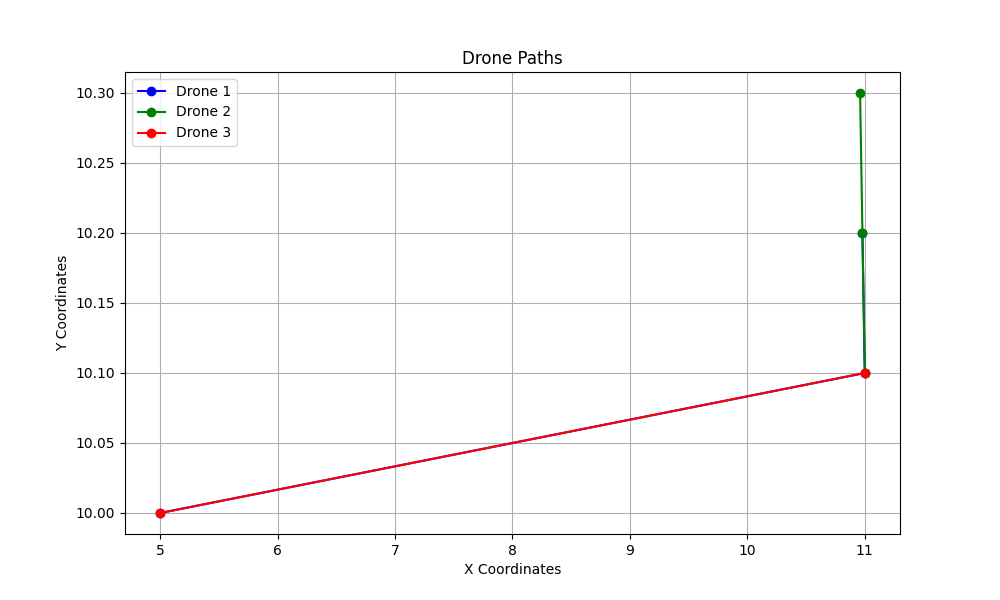 Drone Paths
Drone 1
Drone 2
Drone 3
Y Coordinates
10.30
10.25
10.20
10.15
10.10
10.05
10.00
5 6 7 8 9 10 11
X Coordinates